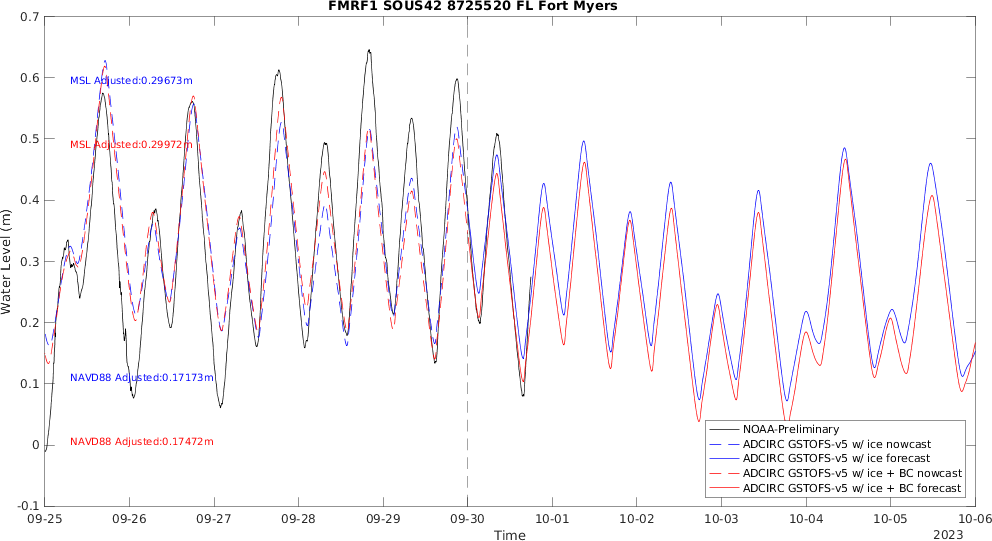 FMRF1 SOUS42 8725520 FL Fort Myers
0.7
0.6
0.5
0.4
0.3
0.2
0.1
0
-0.1
Water Level (m)
MSL Adjusted:0.29673m
MSL Adjusted:0.29972m
NAVD88 Adjusted:0.17173m
NAVD88 Adjusted:0.17472m
NOAA-Preliminary
ADCIRC GSTOFS-v5 w/ ice nowcast
ADCIRC GSTOFS-v5 w/ ice forecast
ADCIRC GSTOFS-v5 w/ ice + BC nowcast
ADCIRC GSTOFS-v5 w/ ice + BC forecast
09-25 09-26 09-27 09-28 09-29 09-30 10-01 10-02 10-03 10-04 10-05 10-06
Time
2023